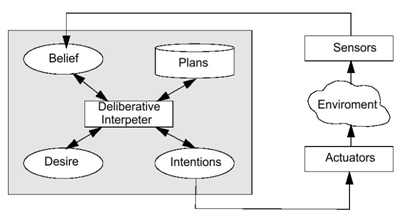 Belief
Plans
Deliberative
Interpeter
Desire
Intentions
Sensors
Enviroment
Actuators